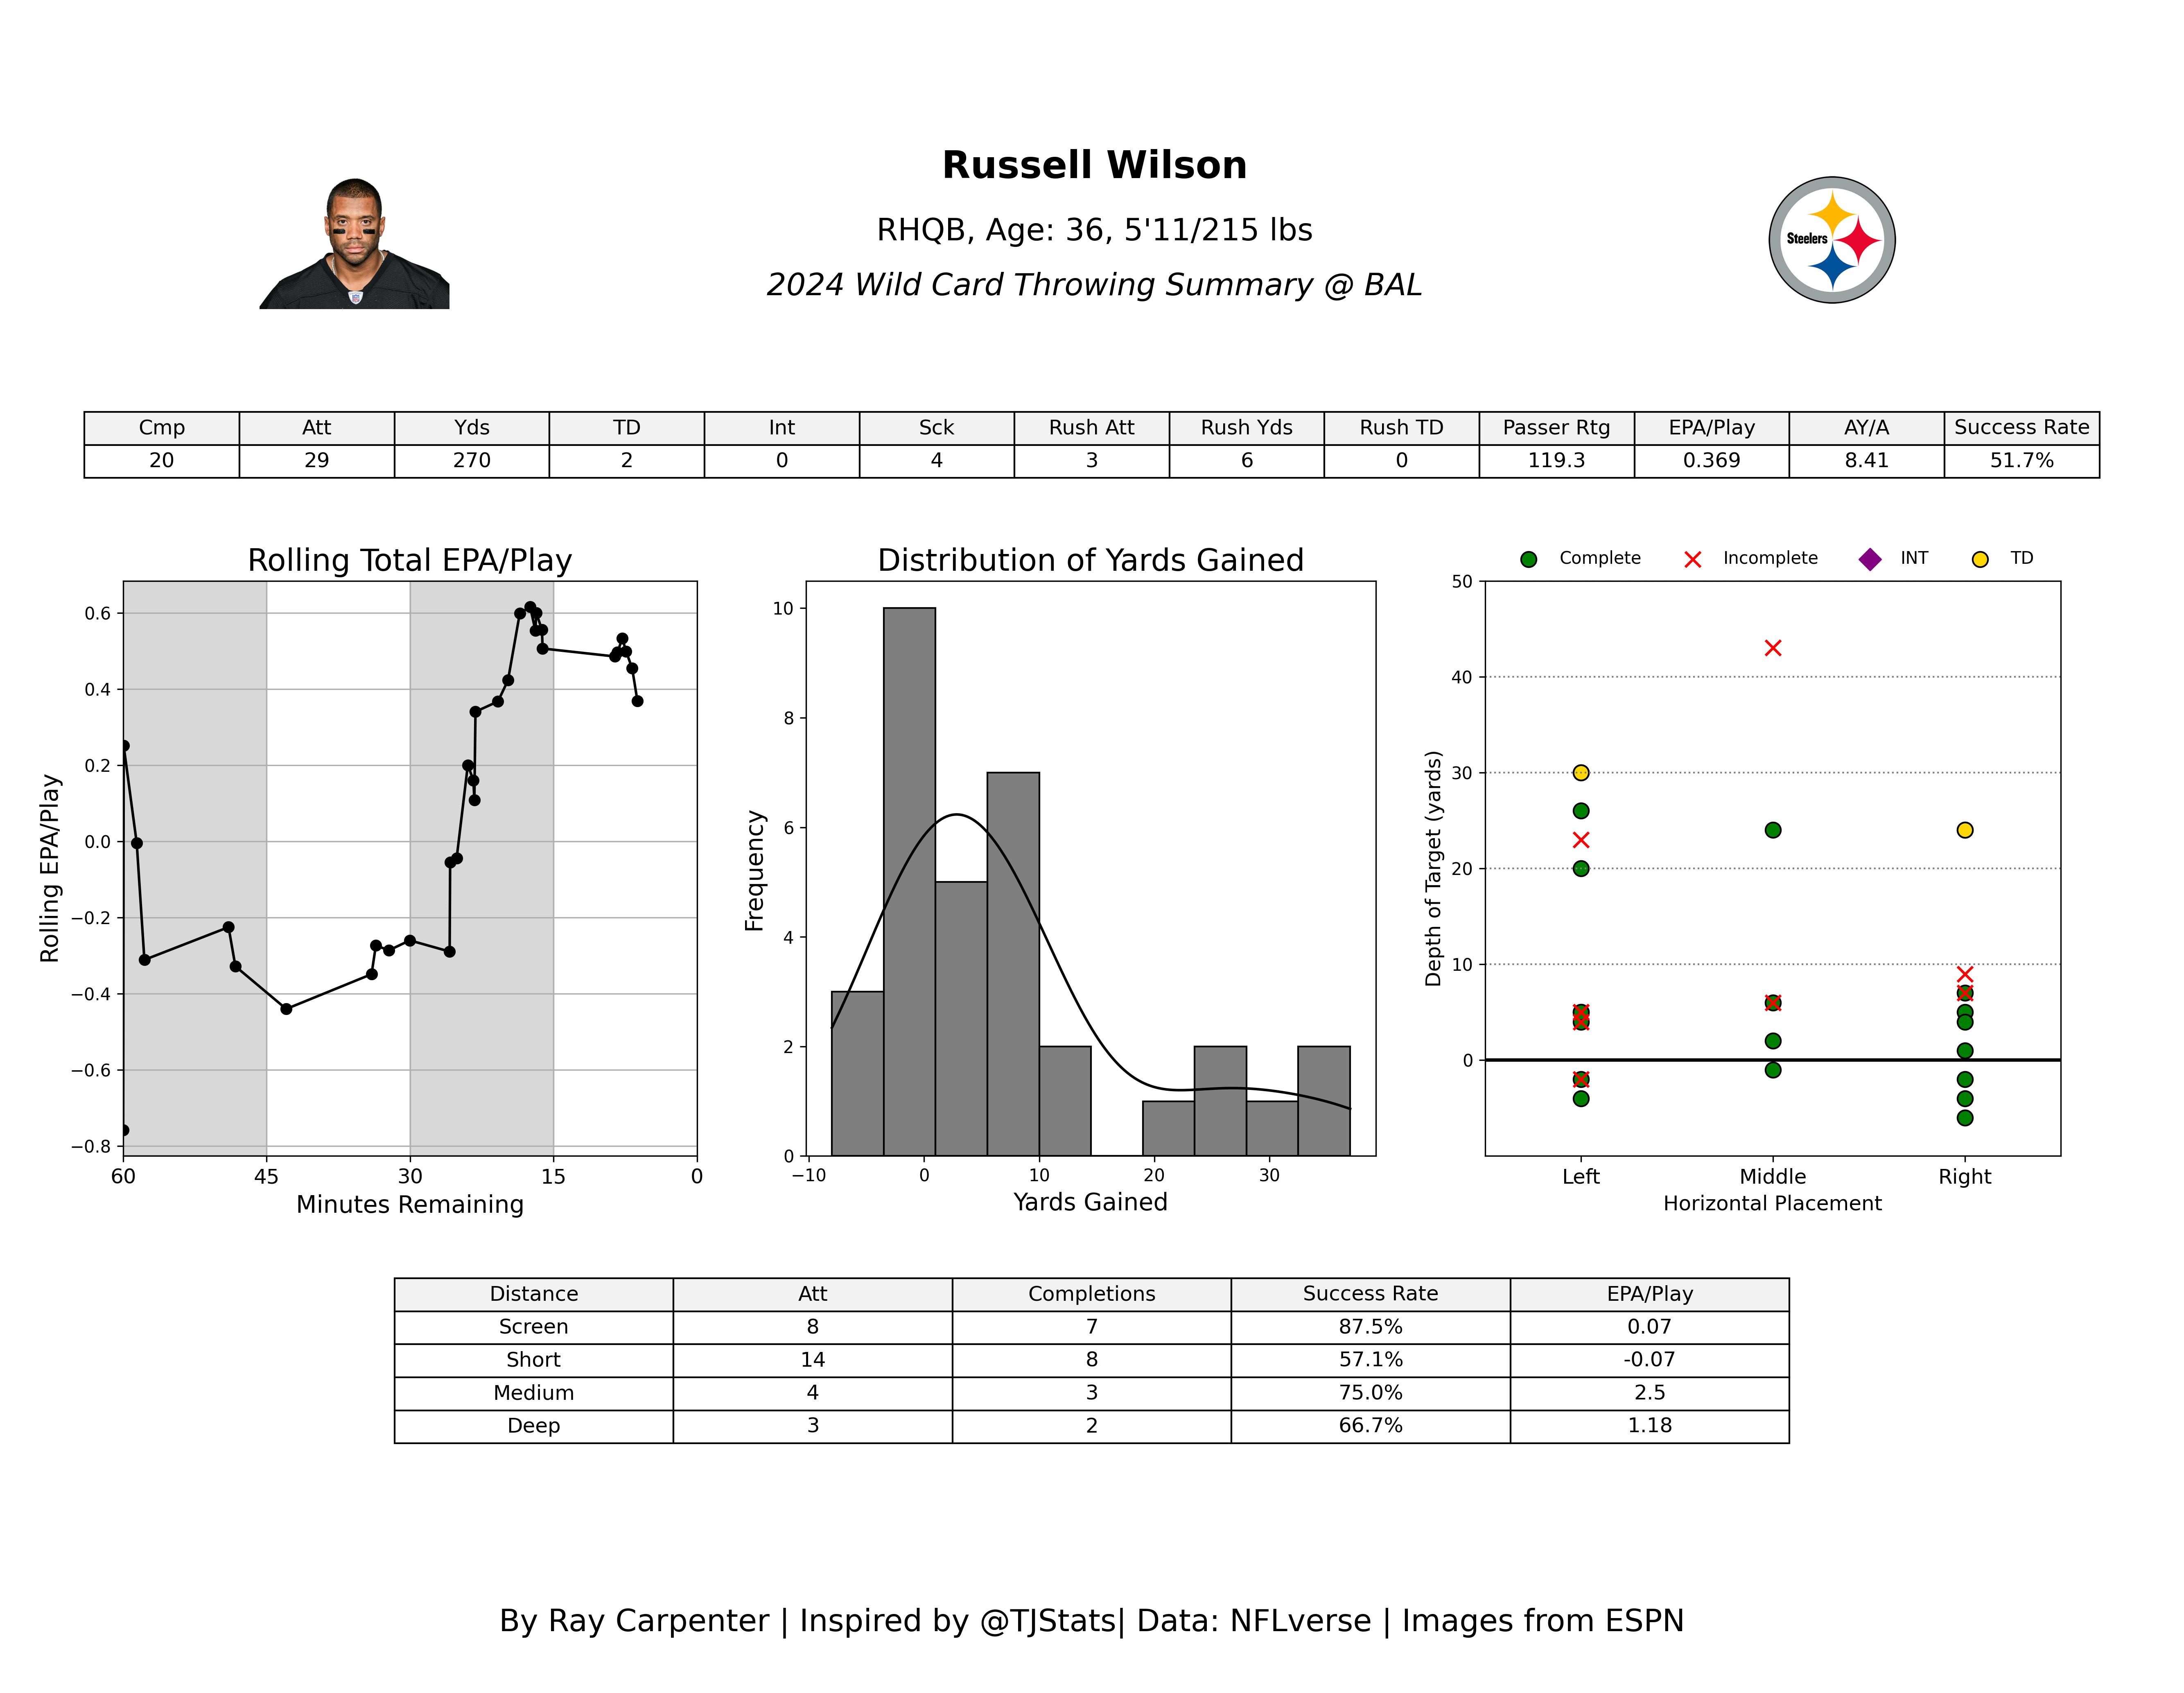 Russell Wilson
RHQB, Age: 36, 5'11/215 lbs
2024 Wild Card Throwing Summary @ BAL
Steelers
Cmp Att Yds TD Int Sck Rush Att Rush Yds Rush TD Passer Rtg EPA/Play AY/A Success Rate
20 29 270 2 0 4 3 6 0 119.3 0.369 8.41 51.7%
Rolling Total EPA/Play
Rolling EPA/Play
0.6
0.4
0.2
0.0
−0.2
−0.4
−0.6
−0.8
60 45 30 15 0
Minutes Remaining
Distribution of Yards Gained
Frequency
10
8
6
4
2
0
−10 0 10 20 30
Yards Gained
Complete Incomplete INT TD
Depth of Target (yards)
50
40
30
20
10
0
Left Middle Right
Horizontal Placement
Distance Att Completions Success Rate EPA/Play
Screen 8 7 87.5% 0.07
Short 14 8 57.1% -0.07
Medium 4 3 75.0% 2.5
Deep 3 2 66.7% 1.18
By Ray Carpenter | Inspired by @TJStats| Data: NFLverse | Images from ESPN